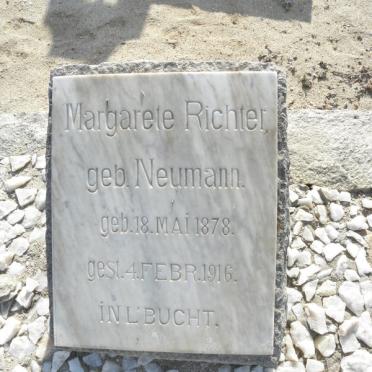 Margarete Richter,
geb. Neumann.
geb. 18. MAI 1878.
gest. 4. FEBR. 1916.
IN L'BUCHT.